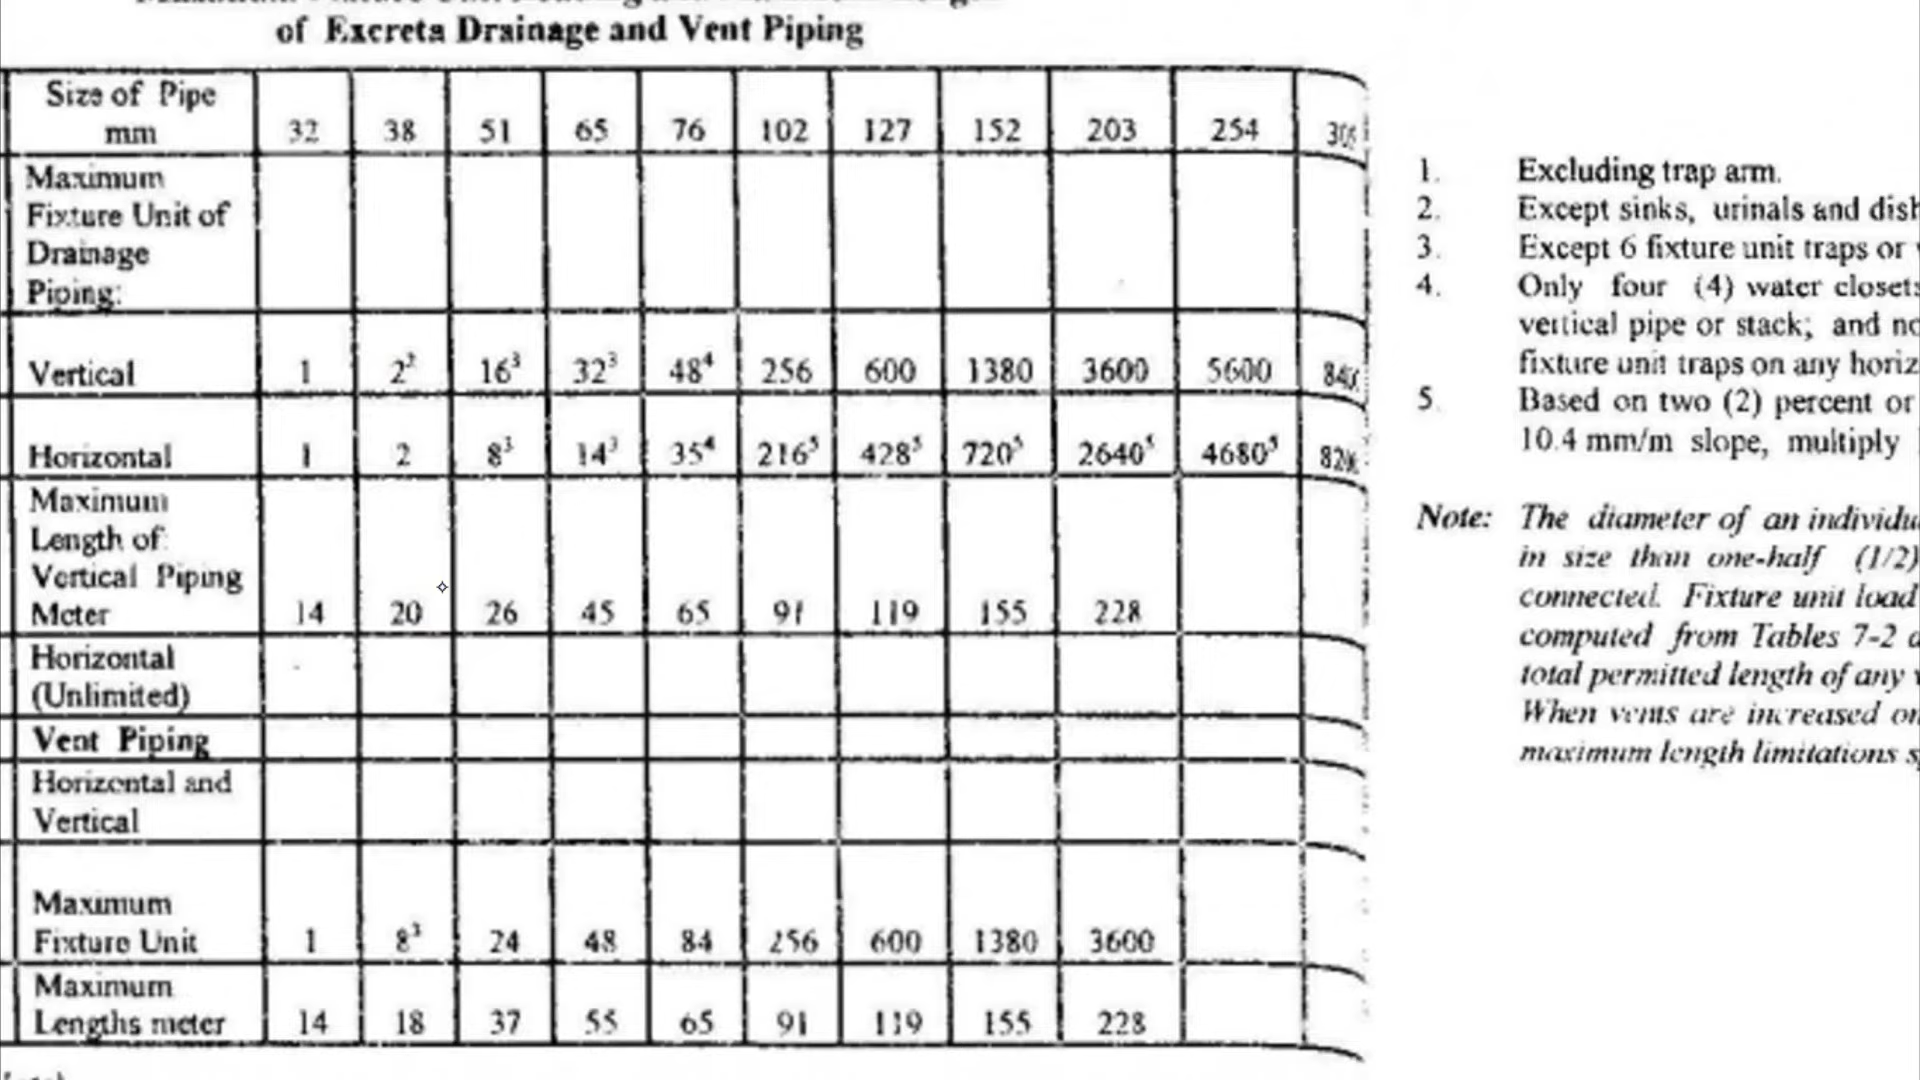 of Excreta Drainage and Vent Piping
Size of Pipe
mm 32 38 51 65 76 102 127 152 203 254
Maximum
Fixture Unit of
Drainage
Piping:
Vertical 1 2² 16³ 32³ 48⁴ 256 600 1380 3600 5600
Horizontal 1 2 8³ 14³ 35⁴ 216⁵ 428⁵ 720⁵ 2640⁵ 4680⁵
Maximum
Length of
Vertical Piping
Meter 14 20 26 45 65 91 119 155 228
Horizontal
(Unlimited)
Vent Piping
Horizontal and
Vertical
Maximum
Fixture Unit 1 8³ 24 48 84 256 600 1380 3600
Maximum
Lengths meter 14 18 37 55 65 91 119 155 228
1. Excluding trap arm.
2. Except sinks, urinals and dish
3. Except 6 fixture unit traps or
4. Only four (4) water closets
vertical pipe or stack; and no
fixture unit traps on any horiz
5. Based on two (2) percent or
10.4 mm/m slope, multiply
Note: The diameter of an individu
in size than one-half (1/2)
connected. Fixture unit load
computed from Tables 7-2 a
total permitted length of any
When vents are increased on
maximum length limitations s